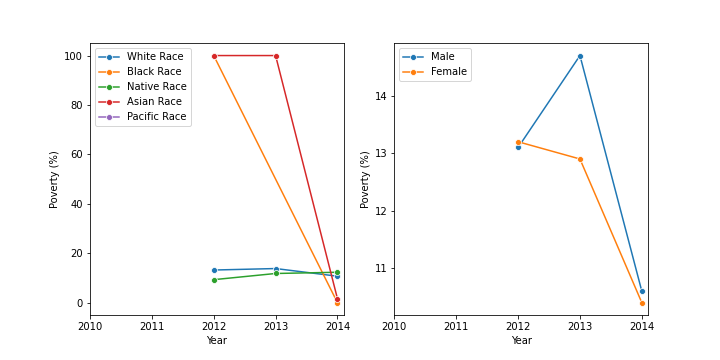 White Race
Black Race
Native Race
Asian Race
Pacific Race
100
80
60
40
20
0
Poverty (%)
2010 2011 2012 2013 2014
Year
Male
Female
14
13
12
11
Poverty (%)
2010 2011 2012 2013 2014
Year